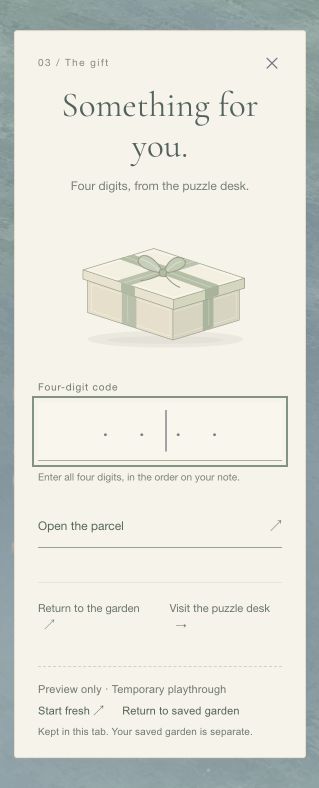 03 / The gift
Something for
you.
Four digits, from the puzzle desk.
Four-digit code
. . . .
Enter all four digits, in the order on your note.
Open the parcel ↗
Return to the garden ↗
Visit the puzzle desk →
Preview only · Temporary playthrough
Start fresh ↗ Return to saved garden
Kept in this tab. Your saved garden is separate.